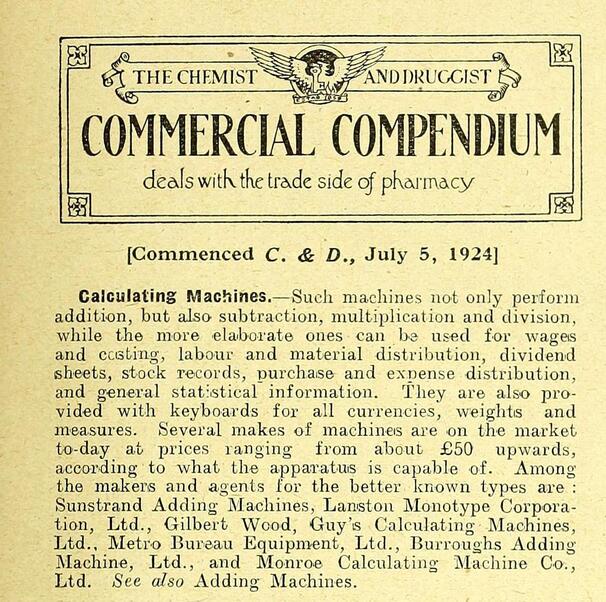 THE CHEMIST AND DRUGGIST
COMMERCIAL COMPENDIUM
deals with the trade side of pharmacy
[Commenced C. & D., July 5, 1924]
Calculating Machines.—Such machines not only perform
addition, but also subtraction, multiplication and division,
while the more elaborate ones can be used for wages
and costing, labour and material distribution, dividend
sheets, stock records, purchase and expense distribution,
and general statistical information. They are also pro-
vided with keyboards for all currencies, weights and
measures. Several makes of machines are on the market
to-day at prices ranging from about £50 upwards,
according to what the apparatus is capable of. Among
the makers and agents for the better known types are :
Sunstrand Adding Machines, Lanston Monotype Corpora-
tion, Ltd., Gilbert Wood, Guy's Calculating Machines,
Ltd., Metro Bureau Equipment, Ltd., Burroughs Adding
Machine, Ltd., and Monroe Calculating Machine Co.,
Ltd. See also Adding Machines.